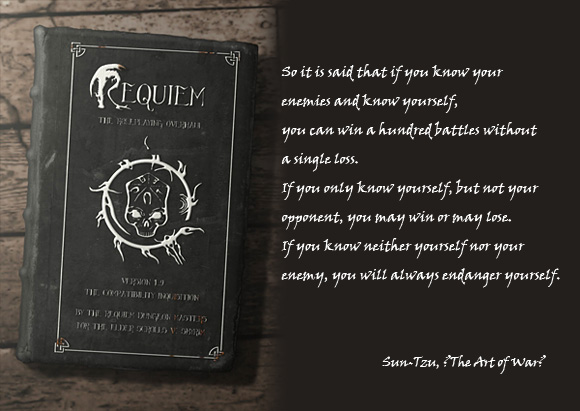 REQUIEM
THE ROLEPLAYING OVERHAUL
VERSION 1.9
THE COMPATIBILITY INQUISITION
BY THE REQUIEM DUNGEON MASTERS
FOR THE ELDER SCROLLS V: SKYRIM
So it is said that if you know your
enemies and know yourself,
you can win a hundred battles without
a single loss.
If you only know yourself, but not your
opponent, you may win or may lose.
If you know neither yourself nor your
enemy, you will always endanger yourself.
Sun-Tzu, ?The Art of War?